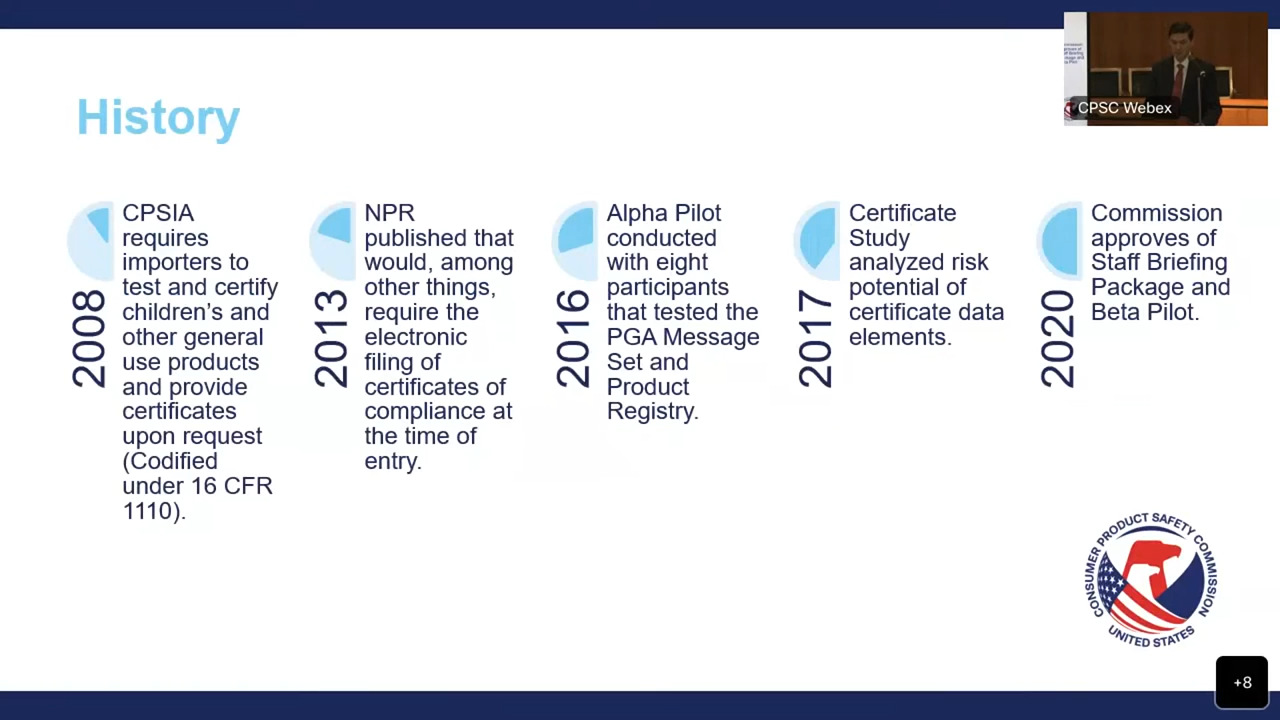 History
CPSC Webex
2008
CPSIA
requires
importers to
test and certify
children’s and
other general
use products
and provide
certificates
upon request
(Codified
under 16 CFR
1110).
2013
NPR
published that
would, among
other things,
require the
electronic
filing of
certificates of
compliance at
the time of
entry.
2016
Alpha Pilot
conducted
with eight
participants
that tested the
PGA Message
Set and
Product
Registry.
2017
Certificate
Study
analyzed risk
potential of
certificate data
elements.
2020
Commission
approves of
Staff Briefing
Package and
Beta Pilot.
CONSUMER PRODUCT SAFETY COMMISSION
UNITED STATES
+8